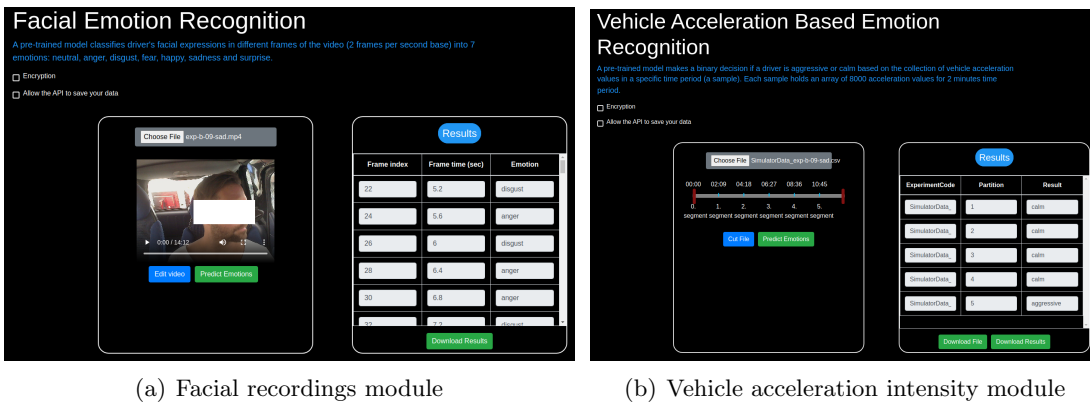 Facial Emotion Recognition
A pre-trained model classifies driver's facial expressions in different frames of the video (2 frames per second base) into 7
emotions: neutral, anger, disgust, fear, happy, sadness and surprise.
Encryption
Allow the API to save your data
Choose File exp-b-09-sad.mp4
0:00 / 14:12
Edit video Predict Emotions
Results
Frame index Frame time (sec) Emotion
22 5.2 disgust
24 5.6 anger
26 6 disgust
28 6.4 anger
30 6.8 anger
32 7.2 disgust
Download Results
(a) Facial recordings module
Vehicle Acceleration Based Emotion
Recognition
A pre-trained model makes a binary decision if a driver is aggressive or calm based on the collection of vehicle acceleration
values in a specific time period (a sample). Each sample holds an array of 8000 acceleration values for 2 minutes time
period.
Encryption
Allow the API to save your data
Choose File SimulatorData_exp-b-09-sad.csv
00:00 02:09 04:18 06:27 08:36 10:45
0. 1. 2. 3. 4. 5.
segment segment segment segment segment segment
Cut File Predict Emotions
Results
ExperimentCode Partition Result
SimulatorData_ 1 calm
SimulatorData_ 2 calm
SimulatorData_ 3 calm
SimulatorData_ 4 calm
SimulatorData_ 5 aggressive
Download File Download Results
(b) Vehicle acceleration intensity module